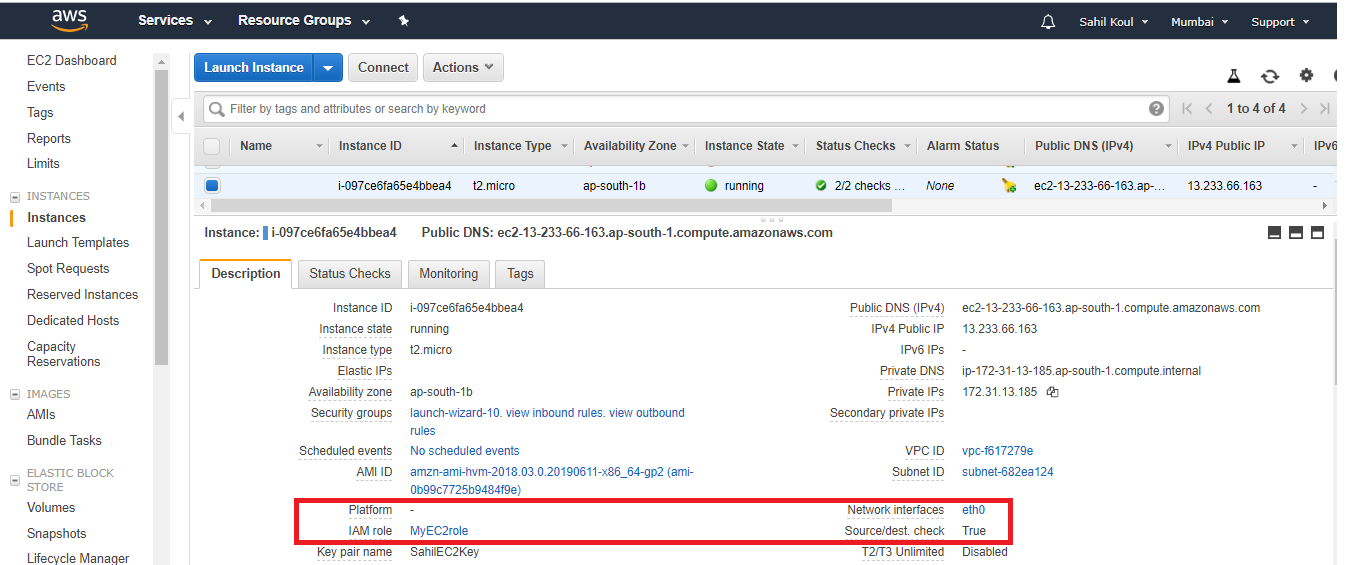 aws Services Resource Groups Sahil Koul Mumbai Support
EC2 Dashboard
Events
Tags
Reports
Limits
INSTANCES
Instances
Launch Templates
Spot Requests
Reserved Instances
Dedicated Hosts
Capacity
Reservations
IMAGES
AMIs
Bundle Tasks
ELASTIC BLOCK
STORE
Volumes
Snapshots
Lifecycle Manager
Launch Instance Connect Actions
Filter by tags and attributes or search by keyword ? 1 to 4 of 4
Name Instance ID Instance Type Availability Zone Instance State Status Checks Alarm Status Public DNS (IPv4) IPv4 Public IP IPv6
i-097ce6fa65e4bbea4 t2.micro ap-south-1b running 2/2 checks ... None ec2-13-233-66-163.ap-... 13.233.66.163 -
Instance: i-097ce6fa65e4bbea4 Public DNS: ec2-13-233-66-163.ap-south-1.compute.amazonaws.com
Description Status Checks Monitoring Tags
Instance ID i-097ce6fa65e4bbea4 Public DNS (IPv4) ec2-13-233-66-163.ap-south-1.compute.amazonaws.com
Instance state running IPv4 Public IP 13.233.66.163
Instance type t2.micro IPv6 IPs -
Elastic IPs Private DNS ip-172-31-13-185.ap-south-1.compute.internal
Availability zone ap-south-1b Private IPs 172.31.13.185
Security groups launch-wizard-10. view inbound rules. view outbound Secondary private IPs
rules
Scheduled events No scheduled events VPC ID vpc-f617279e
AMI ID amzn-ami-hvm-2018.03.0.20190611-x86_64-gp2 (ami- Subnet ID subnet-682ea124
0b99c7725b9484f9e)
Platform - Network interfaces eth0
IAM role MyEC2role Source/dest. check True
Key pair name SahilEC2Key T2/T3 Unlimited Disabled